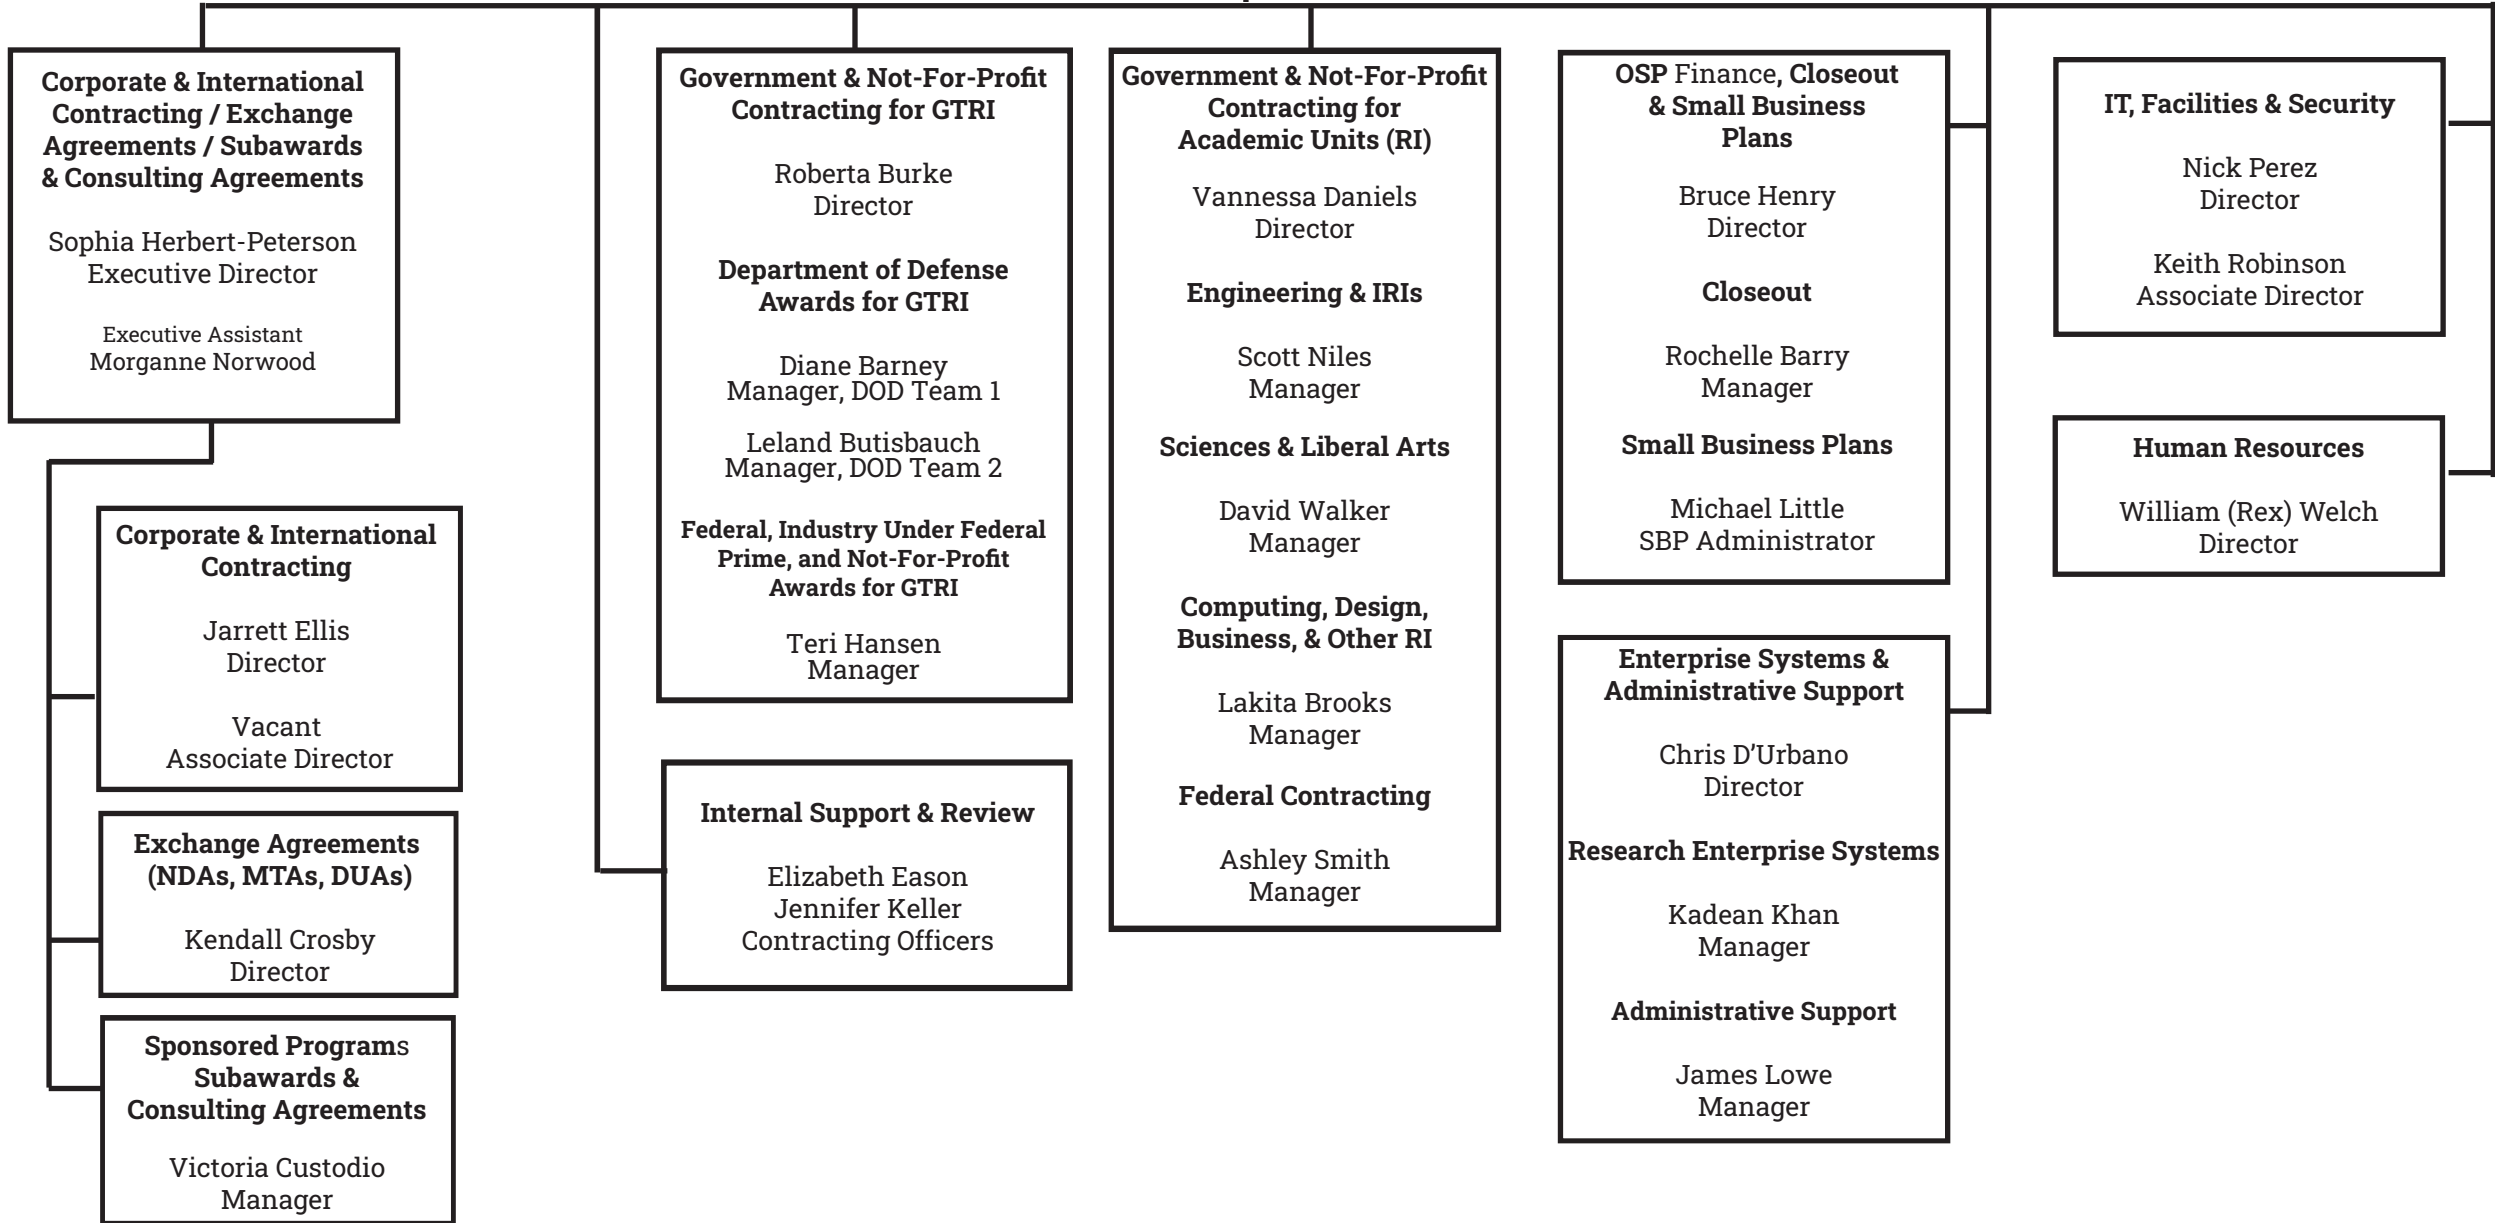 Corporate & International
Contracting / Exchange
Agreements / Subawards
& Consulting Agreements
Sophia Herbert-Peterson
Executive Director
Executive Assistant
Morganne Norwood
Corporate & International
Contracting
Jarrett Ellis
Director
Vacant
Associate Director
Exchange Agreements
(NDAs, MTAs, DUAs)
Kendall Crosby
Director
Sponsored Programs
Subawards &
Consulting Agreements
Victoria Custodio
Manager
Government & Not-For-Profit
Contracting for GTRI
Roberta Burke
Director
Department of Defense
Awards for GTRI
Diane Barney
Manager, DOD Team 1
Leland Butisbauch
Manager, DOD Team 2
Federal, Industry Under Federal
Prime, and Not-For-Profit
Awards for GTRI
Teri Hansen
Manager
Internal Support & Review
Elizabeth Eason
Jennifer Keller
Contracting Officers
Government & Not-For-Profit
Contracting for
Academic Units (RI)
Vannessa Daniels
Director
Engineering & IRIs
Scott Niles
Manager
Sciences & Liberal Arts
David Walker
Manager
Computing, Design,
Business, & Other RI
Lakita Brooks
Manager
Federal Contracting
Ashley Smith
Manager
OSP Finance, Closeout
& Small Business
Plans
Bruce Henry
Director
Closeout
Rochelle Barry
Manager
Small Business Plans
Michael Little
SBP Administrator
Enterprise Systems &
Administrative Support
Chris D’Urbano
Director
Research Enterprise Systems
Kadean Khan
Manager
Administrative Support
James Lowe
Manager
IT, Facilities & Security
Nick Perez
Director
Keith Robinson
Associate Director
Human Resources
William (Rex) Welch
Director